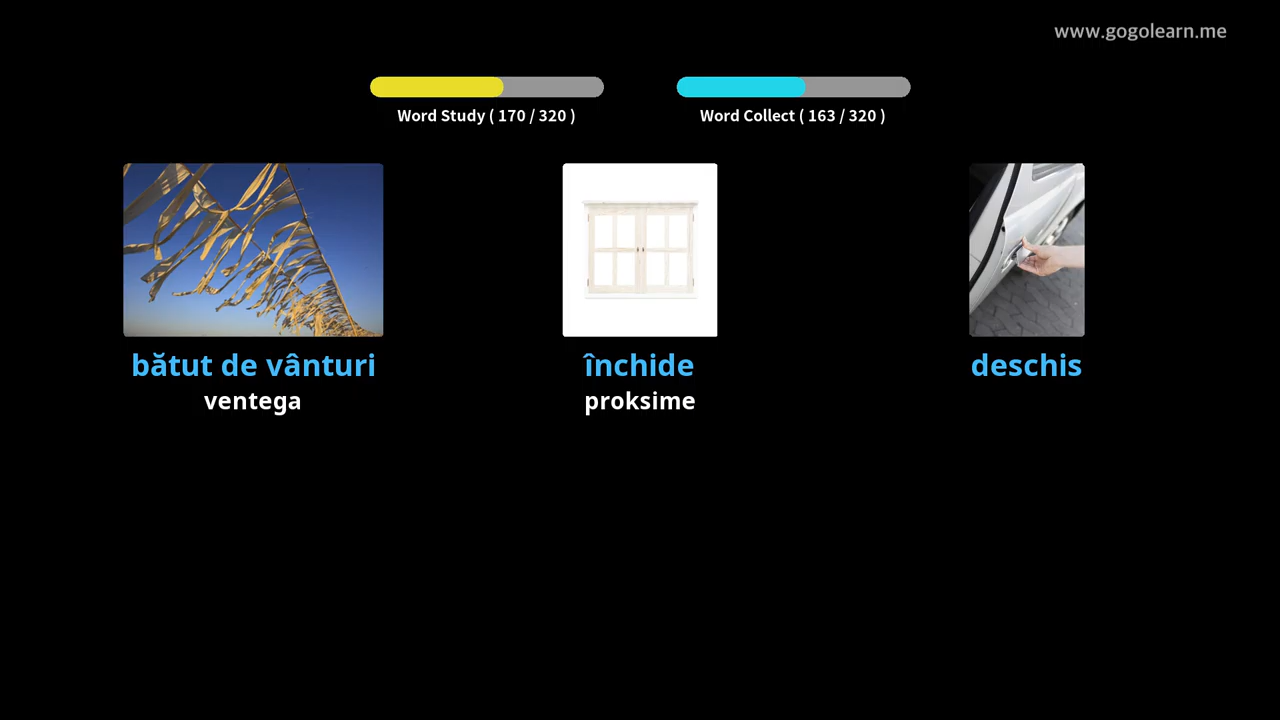 www.gogolearn.me
Word Study ( 170 / 320 )
Word Collect ( 163 / 320 )
bătut de vânturi
ventega
închide
proksime
deschis